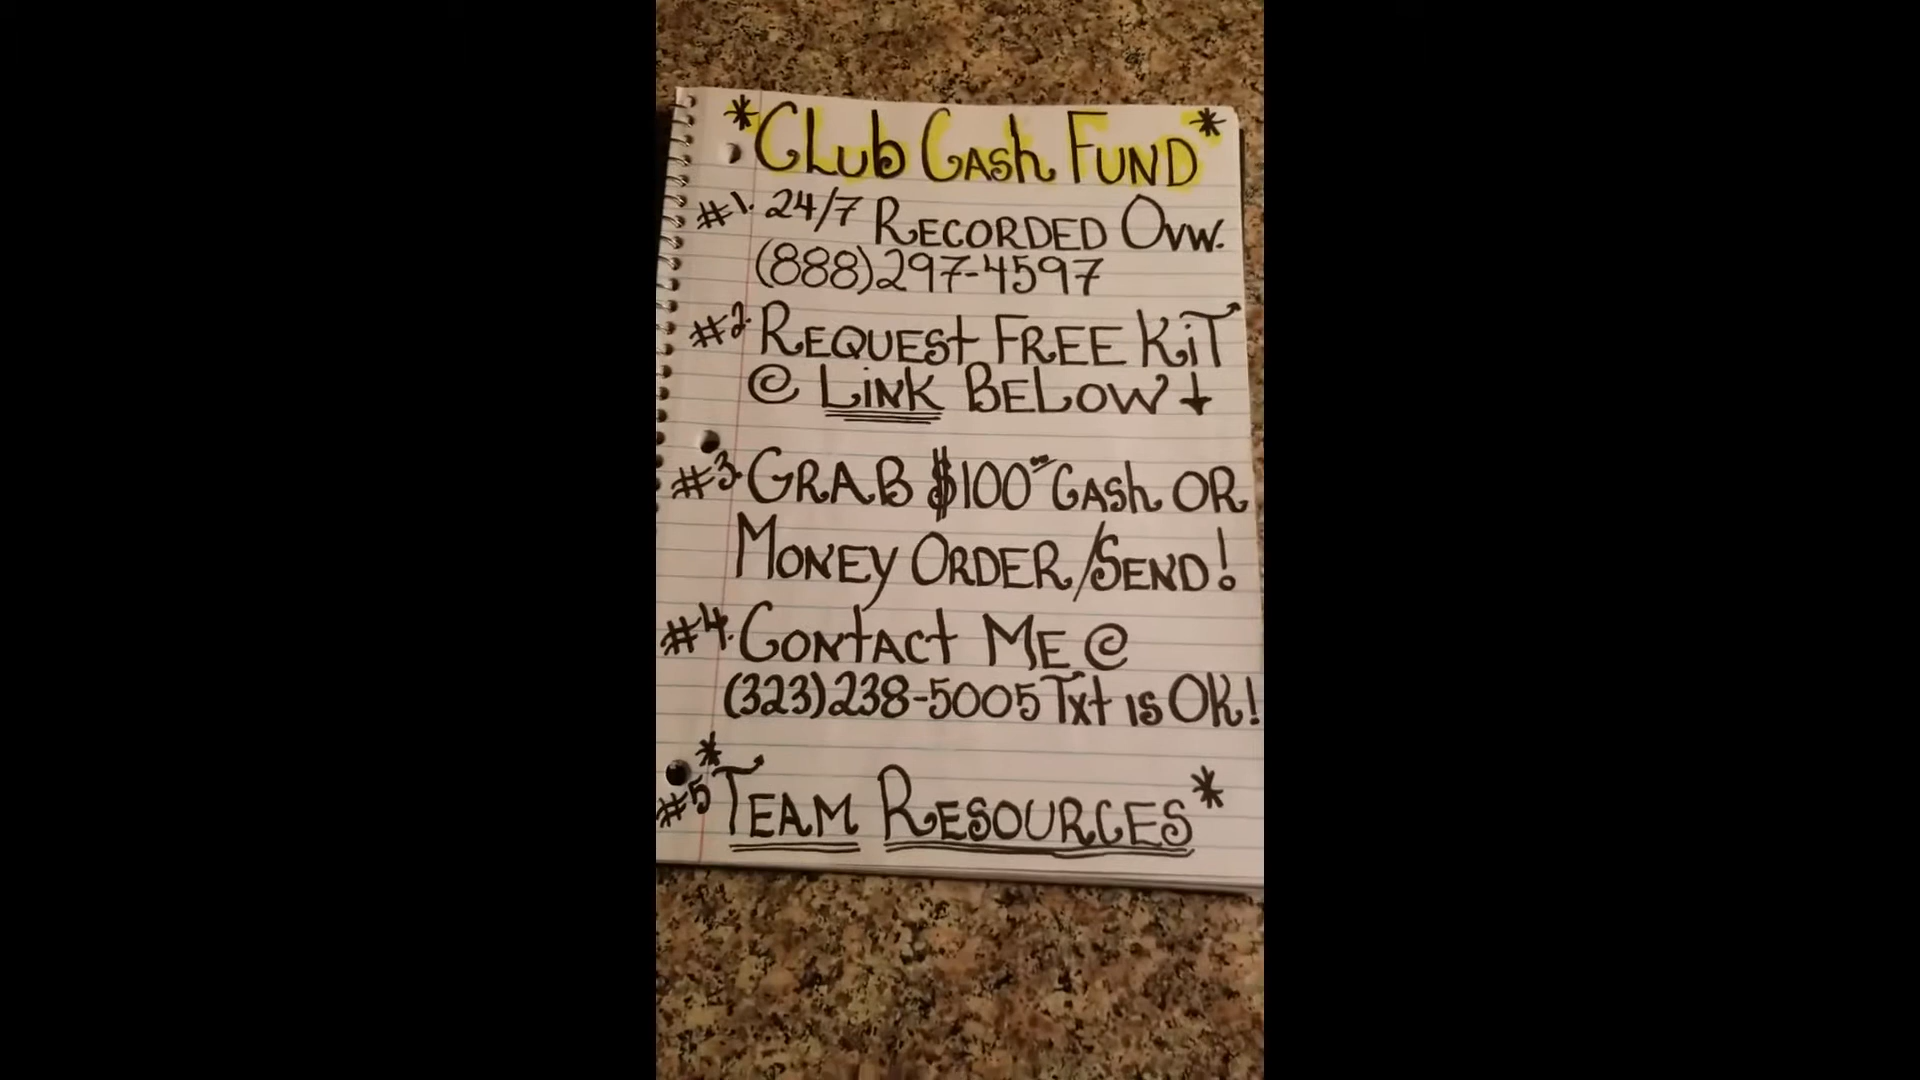 *Club Cash Fund*
#1. 24/7 Recorded Ovw.
(888)297-4597
#2. Request FREE KiT
@ Link Below ↓
#3. Grab $100.00 Cash OR
Money Order/Send!
#4. Contact Me @
(323)238-5005 Txt is OK!
*
#5 Team Resources*